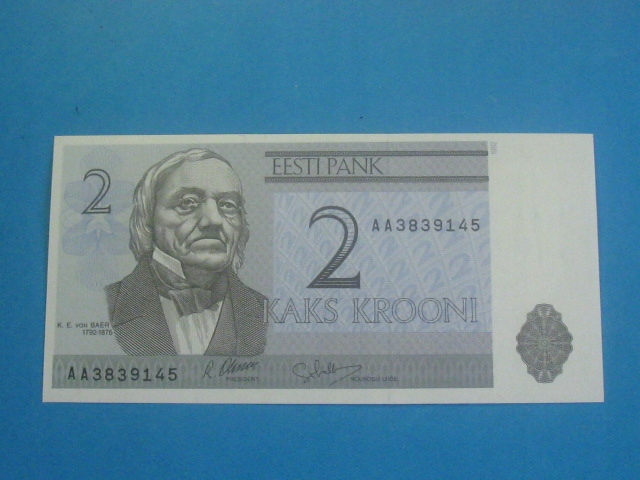 EESTI PANK
2
2
AA3839145
KAKS KROONI
K. E. VON BAER
1792-1876
AA3839145
PRESIDENT